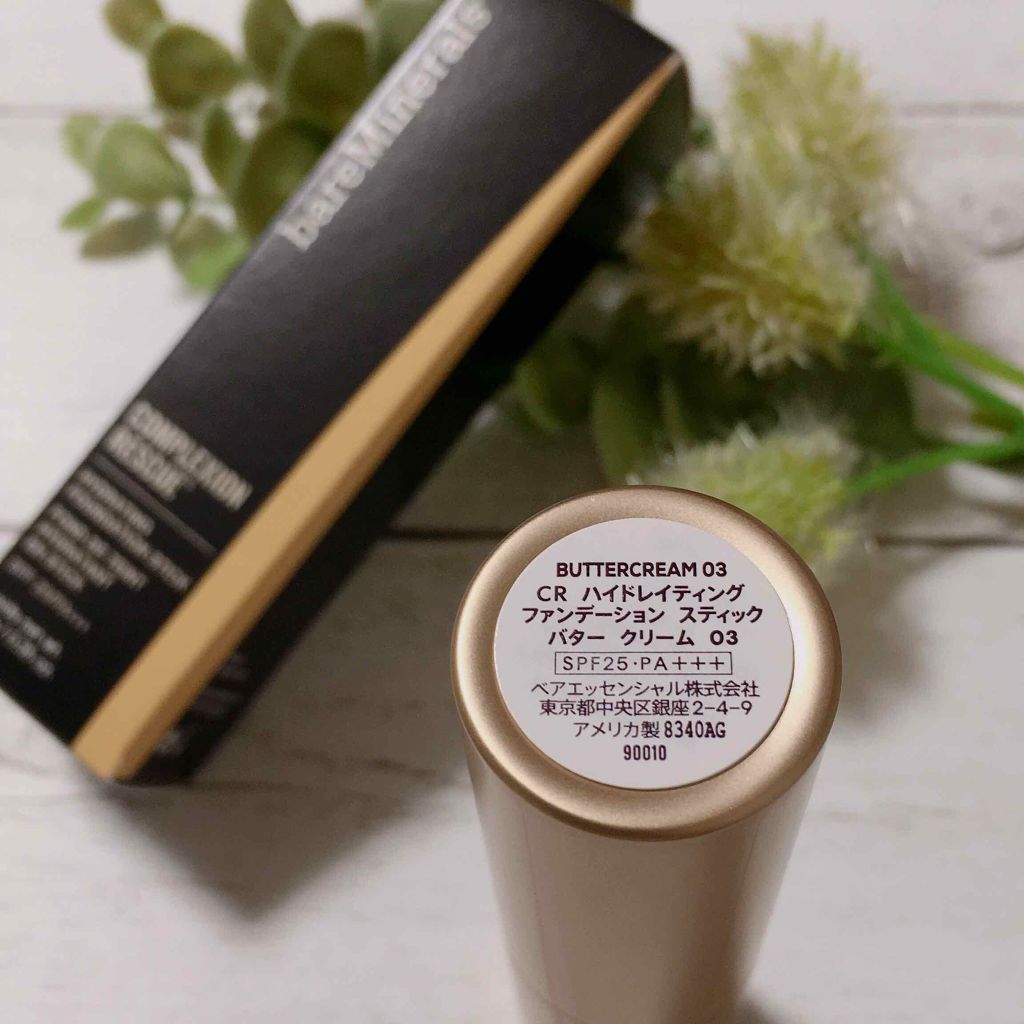 bareMinerals
COMPLEXION
RESCUE
BUTTERCREAM 03
CR ハイドレイティング
ファンデーション スティック
バター クリーム 03
SPF25・PA+++
ベアエッセンシャル株式会社
東京都中央区銀座2-4-9
アメリカ製 8340AG
90010